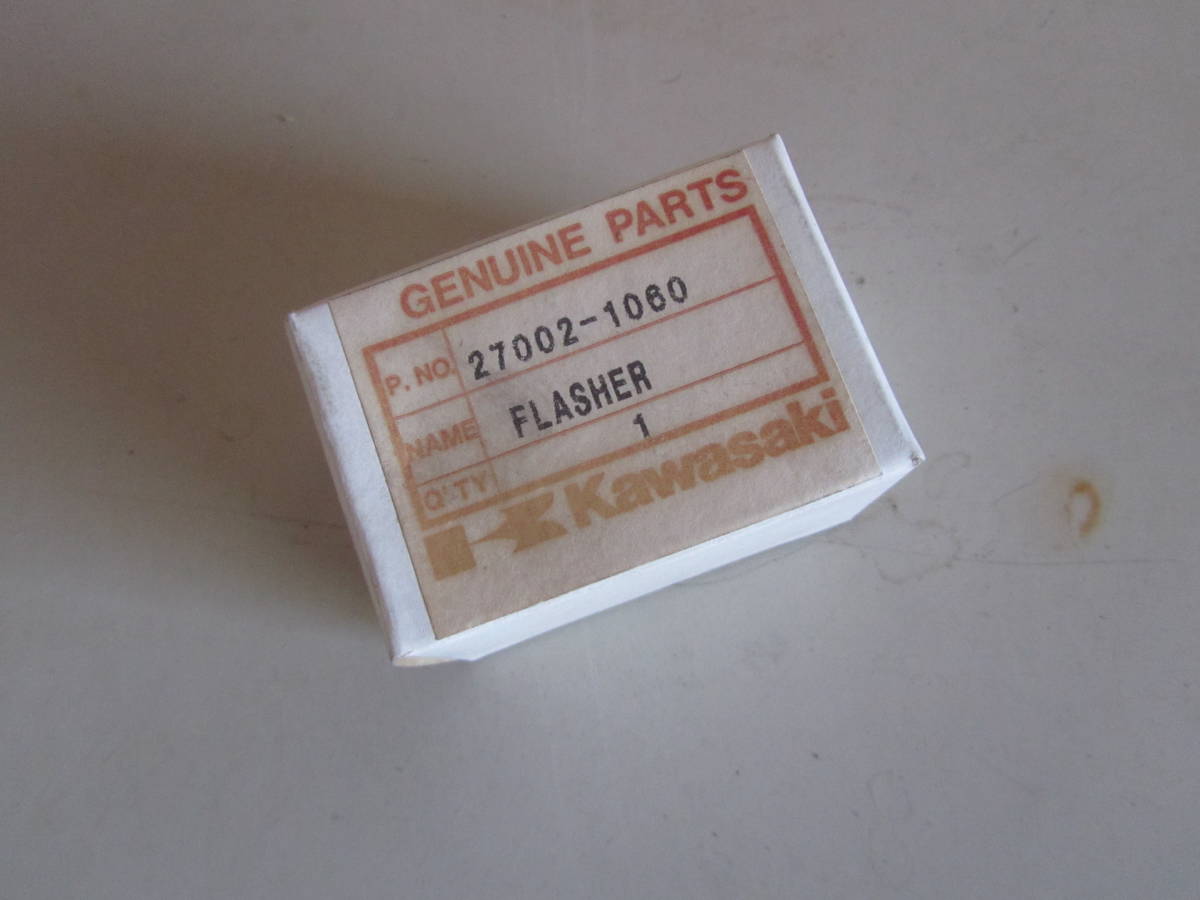 GENUINE PARTS
P. NO. 27002-1060
NAME FLASHER
Q'TY 1
Kawasaki